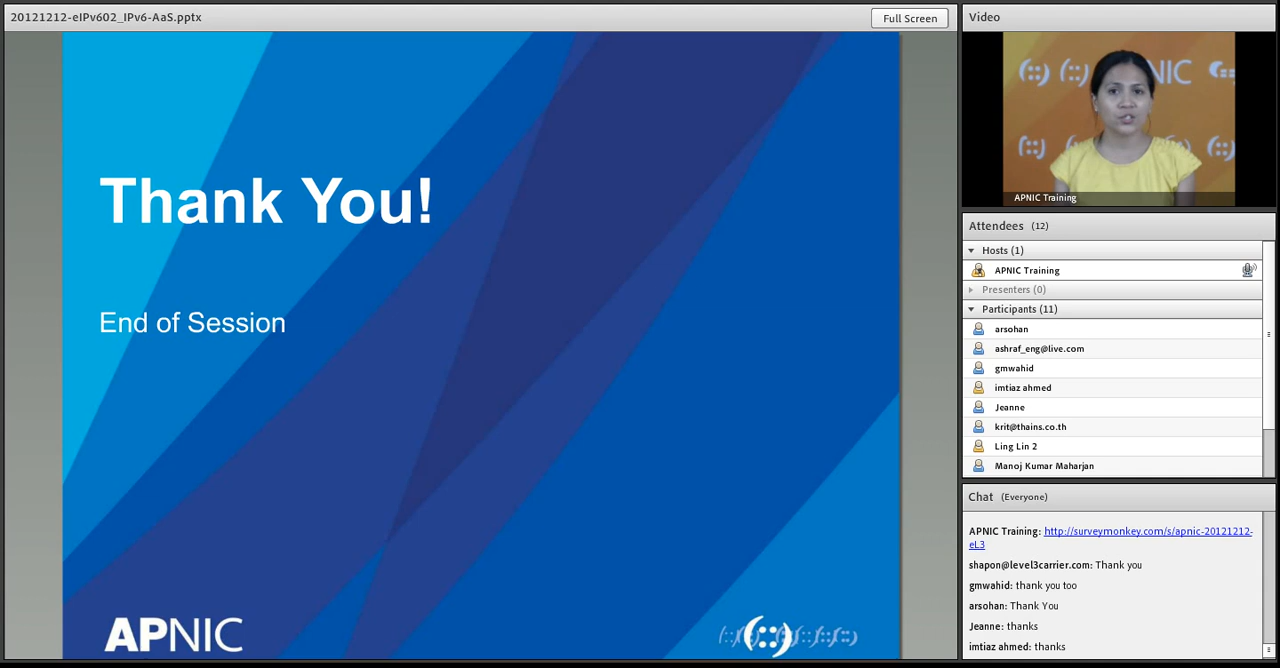 20121212-eIPv602_IPv6-AaS.pptx
Full Screen
Thank You!
End of Session
APNIC
(::)
Video
(::) (::) NIC
(::) (::)
APNIC Training
Attendees (12)
Hosts (1)
APNIC Training
Presenters (0)
Participants (11)
arsohan
ashraf_eng@live.com
gmwahid
imtiaz ahmed
Jeanne
krit@thains.co.th
Ling Lin 2
Manoj Kumar Maharjan
Chat (Everyone)
APNIC Training: http://surveymonkey.com/s/apnic-20121212-
eL3
shapon@level3carrier.com: Thank you
gmwahid: thank you too
arsohan: Thank You
Jeanne: thanks
imtiaz ahmed: thanks